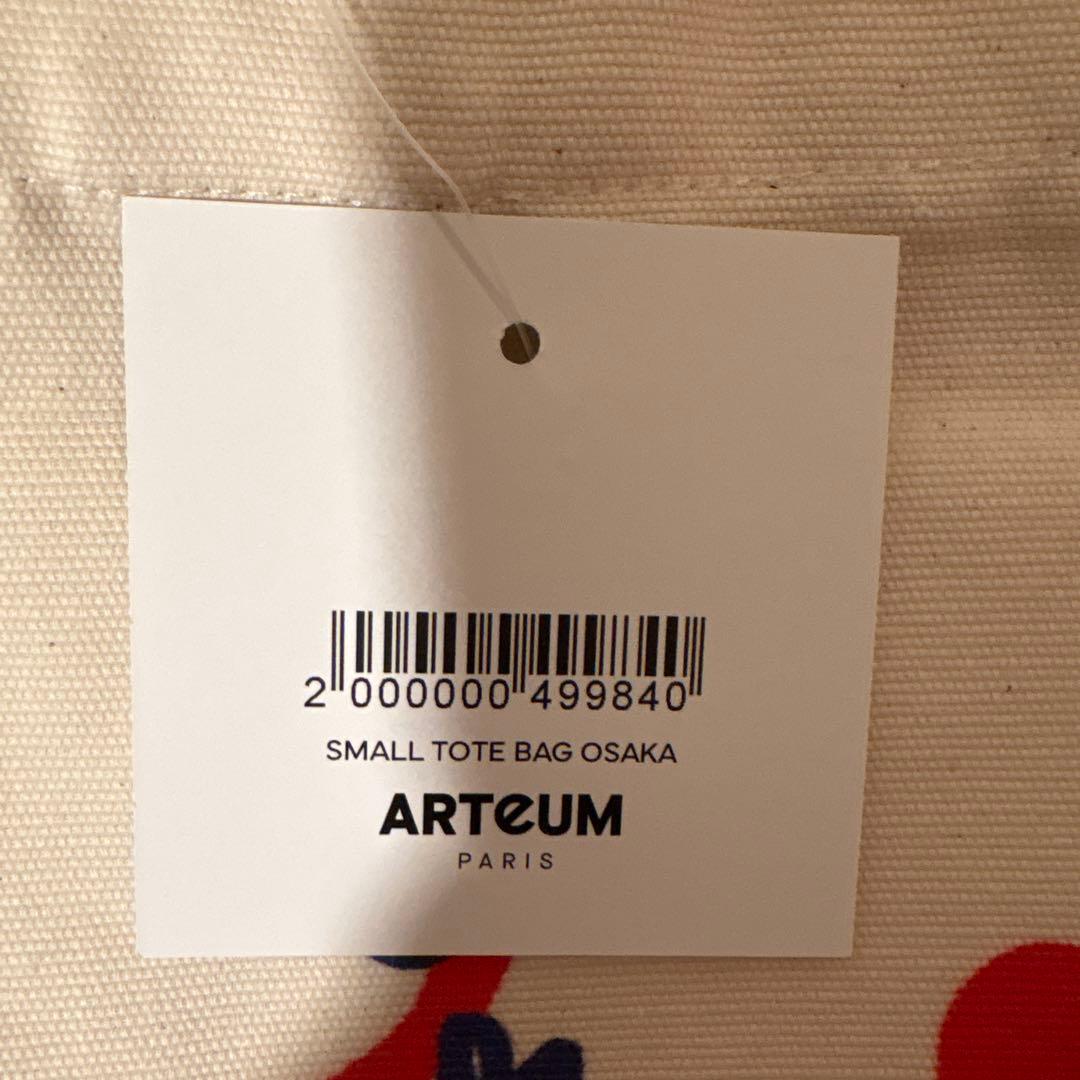 2 000000 499840
SMALL TOTE BAG OSAKA
ARTeUM
PARIS